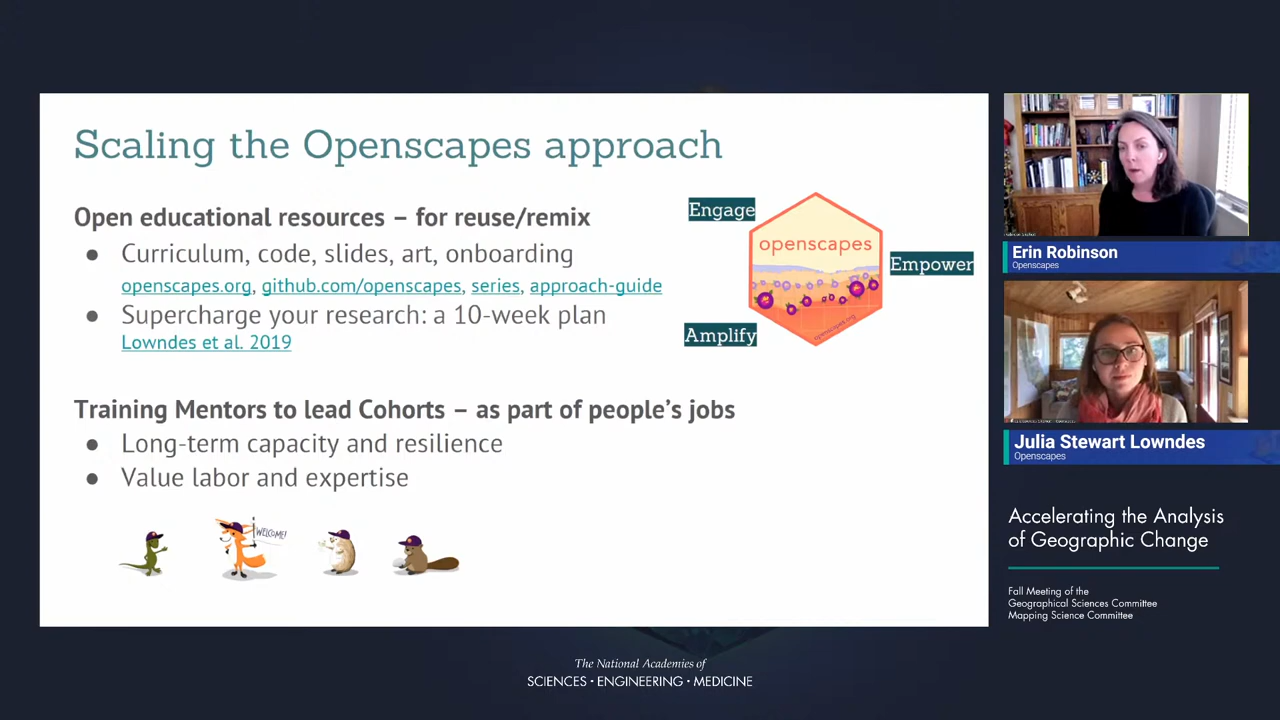 Scaling the Openscapes approach
Open educational resources – for reuse/remix
● Curriculum, code, slides, art, onboarding
openscapes.org, github.com/openscapes, series, approach-guide
● Supercharge your research: a 10-week plan
Lowndes et al. 2019
Training Mentors to lead Cohorts – as part of people's jobs
● Long-term capacity and resilience
● Value labor and expertise
WELCOME!
Engage
openscapes
Empower
Amplify
openscapes.org
Erin Robinson
Openscapes
Julia Stewart Lowndes
Openscapes
Accelerating the Analysis
of Geographic Change
Fall Meeting of the
Geographical Sciences Committee
Mapping Science Committee
The National Academies of
SCIENCES • ENGINEERING • MEDICINE